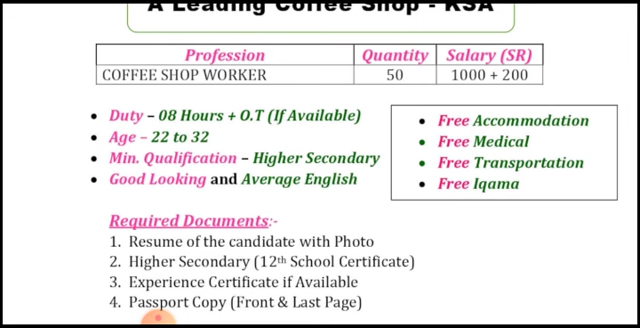 A Leading Coffee Shop - KSA
Profession Quantity Salary (SR)
COFFEE SHOP WORKER 50 1000 + 200
• Duty – 08 Hours + O.T (If Available)
• Age – 22 to 32
• Min. Qualification – Higher Secondary
• Good Looking and Average English
• Free Accommodation
• Free Medical
• Free Transportation
• Free Iqama
Required Documents:-
1. Resume of the candidate with Photo
2. Higher Secondary (12th School Certificate)
3. Experience Certificate if Available
4. Passport Copy (Front & Last Page)